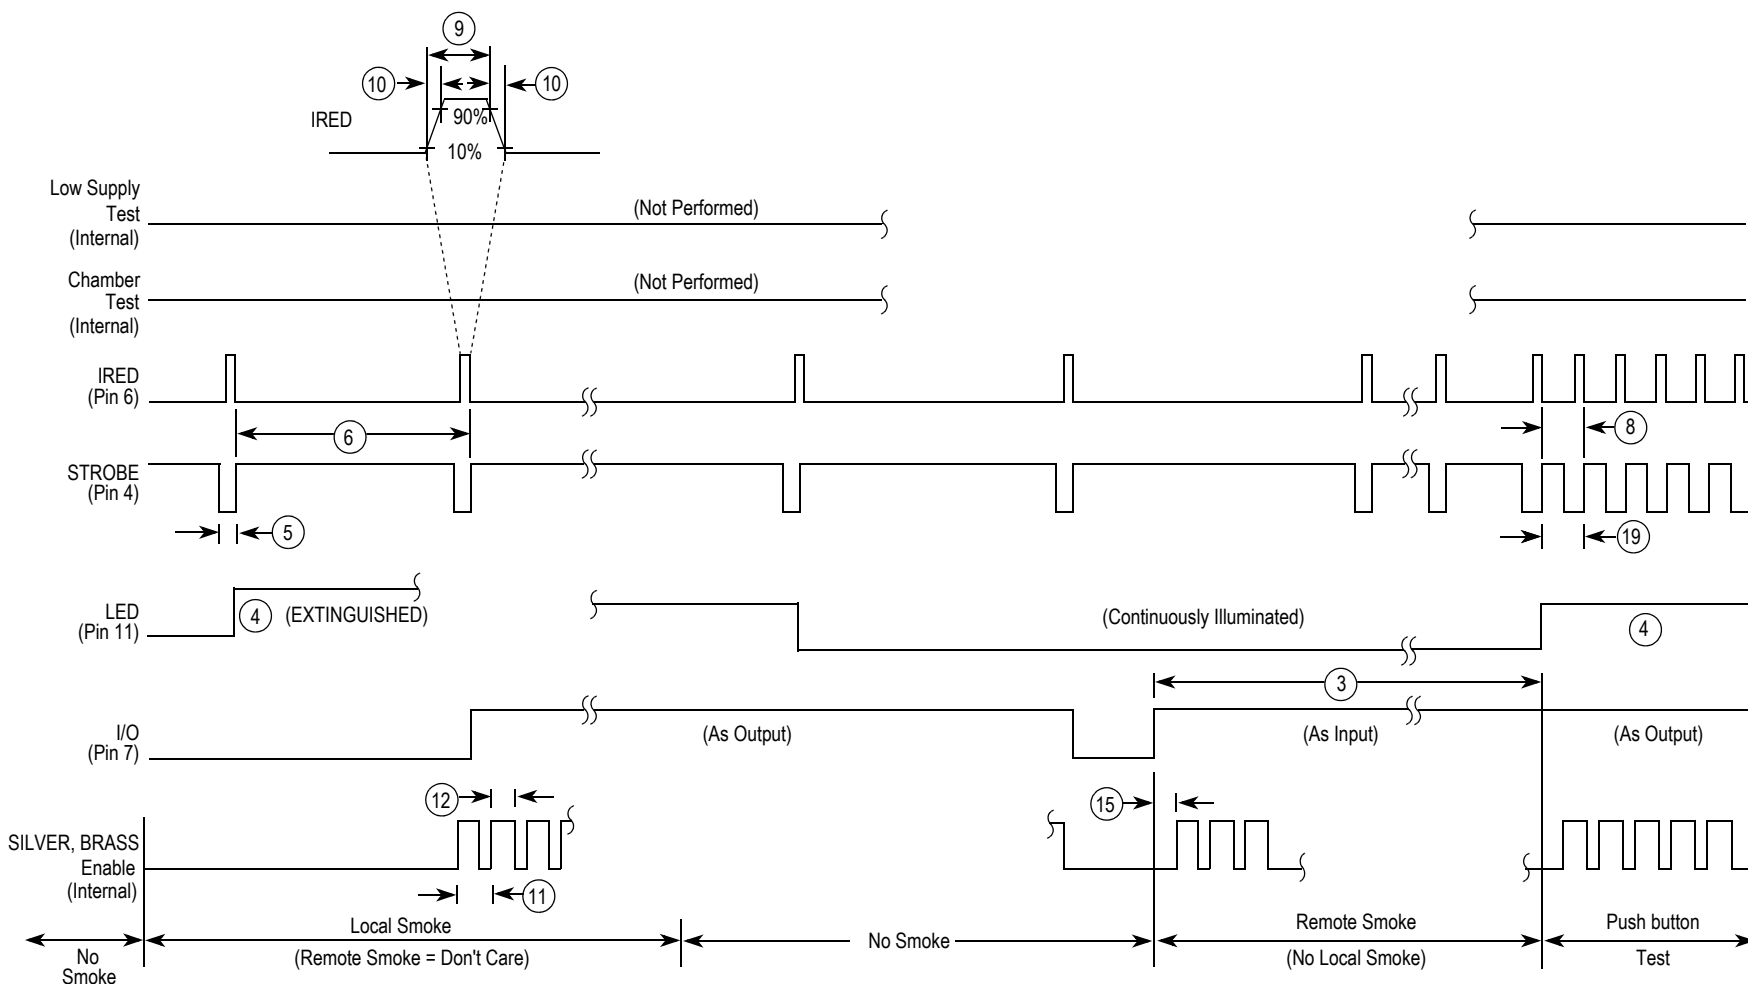 9
10
10
IRED
90%
10%
Low Supply
Test
(Internal)
(Not Performed)
Chamber
Test
(Internal)
(Not Performed)
IRED
(Pin 6)
6
8
STROBE
(Pin 4)
5
19
LED
(Pin 11)
4
(EXTINGUISHED)
(Continuously Illuminated)
4
3
I/O
(Pin 7)
(As Output)
(As Input)
(As Output)
12
15
SILVER, BRASS
Enable
(Internal)
11
No
Smoke
Local Smoke
(Remote Smoke = Don't Care)
No Smoke
Remote Smoke
(No Local Smoke)
Push button
Test